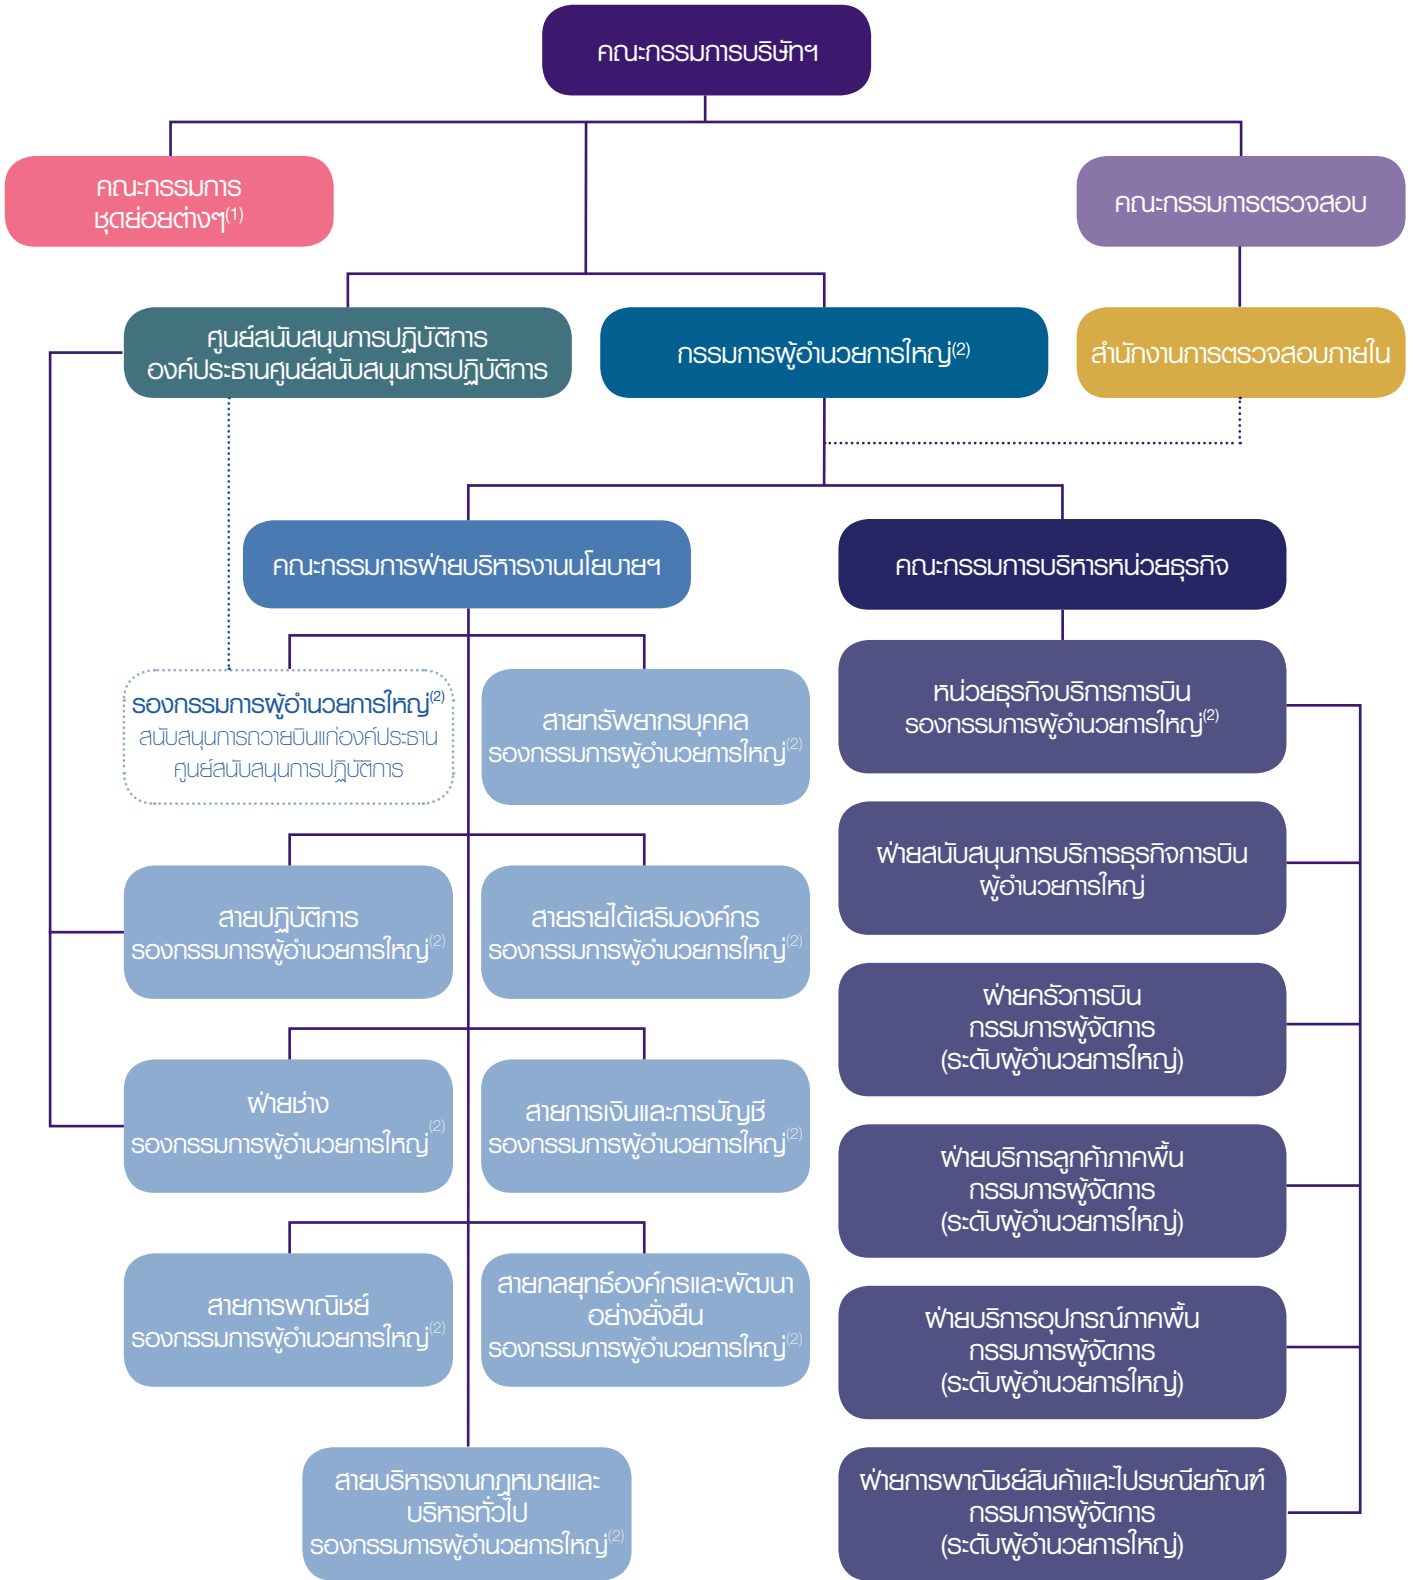 คณะกรรมการบริษัทฯ
คณะกรรมการ
ชุดย่อยต่างๆ(1)
คณะกรรมการตรวจสอบ
ศูนย์สนับสนุนการปฏิบัติการ
องค์ประธานศูนย์สนับสนุนการปฏิบัติการ
กรรมการผู้อำนวยการใหญ่(2)
สำนักงานการตรวจสอบภายใน
คณะกรรมการฝ่ายบริหารงานนโยบายฯ
คณะกรรมการบริหารหน่วยธุรกิจ
รองกรรมการผู้อำนวยการใหญ่(2)
สนับสนุนการถวายบินแก่องค์ประธาน
ศูนย์สนับสนุนการปฏิบัติการ
สายทรัพยากรบุคคล
รองกรรมการผู้อำนวยการใหญ่(2)
หน่วยธุรกิจบริการการบิน
รองกรรมการผู้อำนวยการใหญ่(2)
ฝ่ายสนับสนุนการบริการธุรกิจการบิน
ผู้อำนวยการใหญ่
สายปฏิบัติการ
รองกรรมการผู้อำนวยการใหญ่(2)
สายรายได้เสริมองค์กร
รองกรรมการผู้อำนวยการใหญ่(2)
ฝ่ายครัวการบิน
กรรมการผู้จัดการ
(ระดับผู้อำนวยการใหญ่)
ฝ่ายช่าง
รองกรรมการผู้อำนวยการใหญ่(2)
สายการเงินและการบัญชี
รองกรรมการผู้อำนวยการใหญ่(2)
ฝ่ายบริการลูกค้าภาคพื้น
กรรมการผู้จัดการ
(ระดับผู้อำนวยการใหญ่)
สายการพาณิชย์
รองกรรมการผู้อำนวยการใหญ่(2)
สายกลยุทธ์องค์กรและพัฒนา
อย่างยั่งยืน
รองกรรมการผู้อำนวยการใหญ่(2)
ฝ่ายบริการอุปกรณ์ภาคพื้น
กรรมการผู้จัดการ
(ระดับผู้อำนวยการใหญ่)
สายบริหารงานกฎหมายและ
บริหารทั่วไป
รองกรรมการผู้อำนวยการใหญ่(2)
ฝ่ายการพาณิชย์สินค้าและไปรษณียภัณฑ์
กรรมการผู้จัดการ
(ระดับผู้อำนวยการใหญ่)